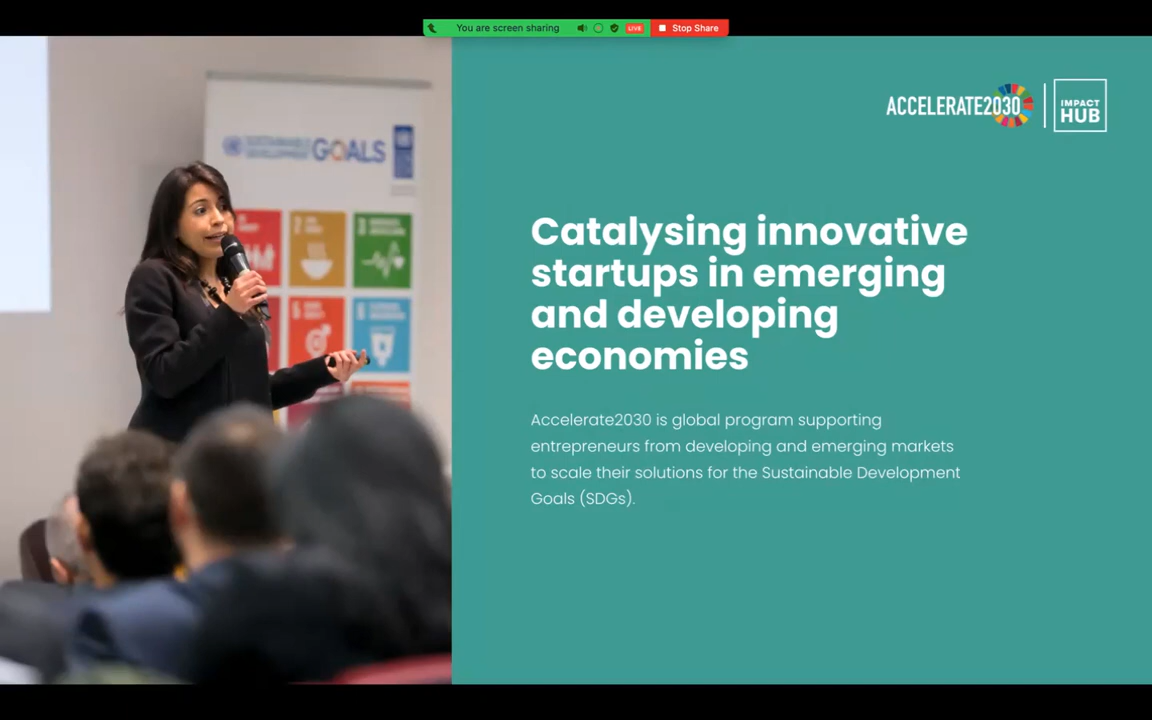 You are screen sharing
LIVE
Stop Share
SUSTAINABLE
DEVELOPMENT
GOALS
ACCELERATE2030
IMPACT
HUB
Catalysing innovative
startups in emerging
and developing
economies
Accelerate2030 is global program supporting
entrepreneurs from developing and emerging markets
to scale their solutions for the Sustainable Development
Goals (SDGs).